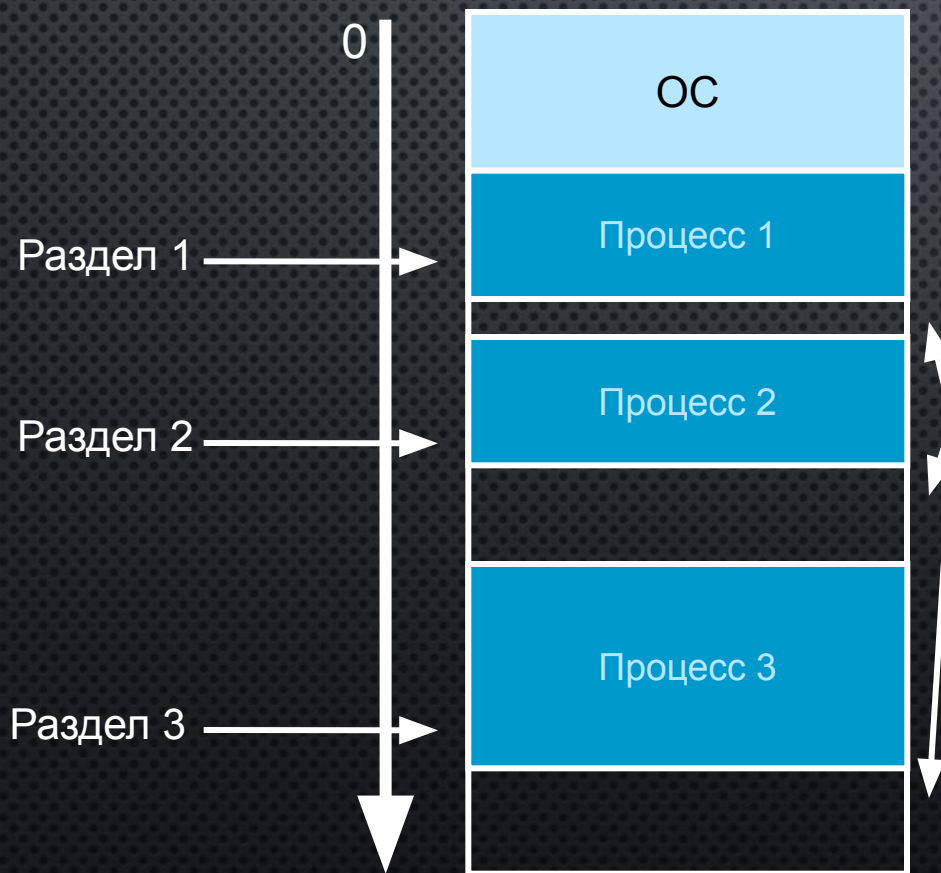 0
ОС
Процесс 1
Раздел 1
Процесс 2
Раздел 2
Процесс 3
Раздел 3